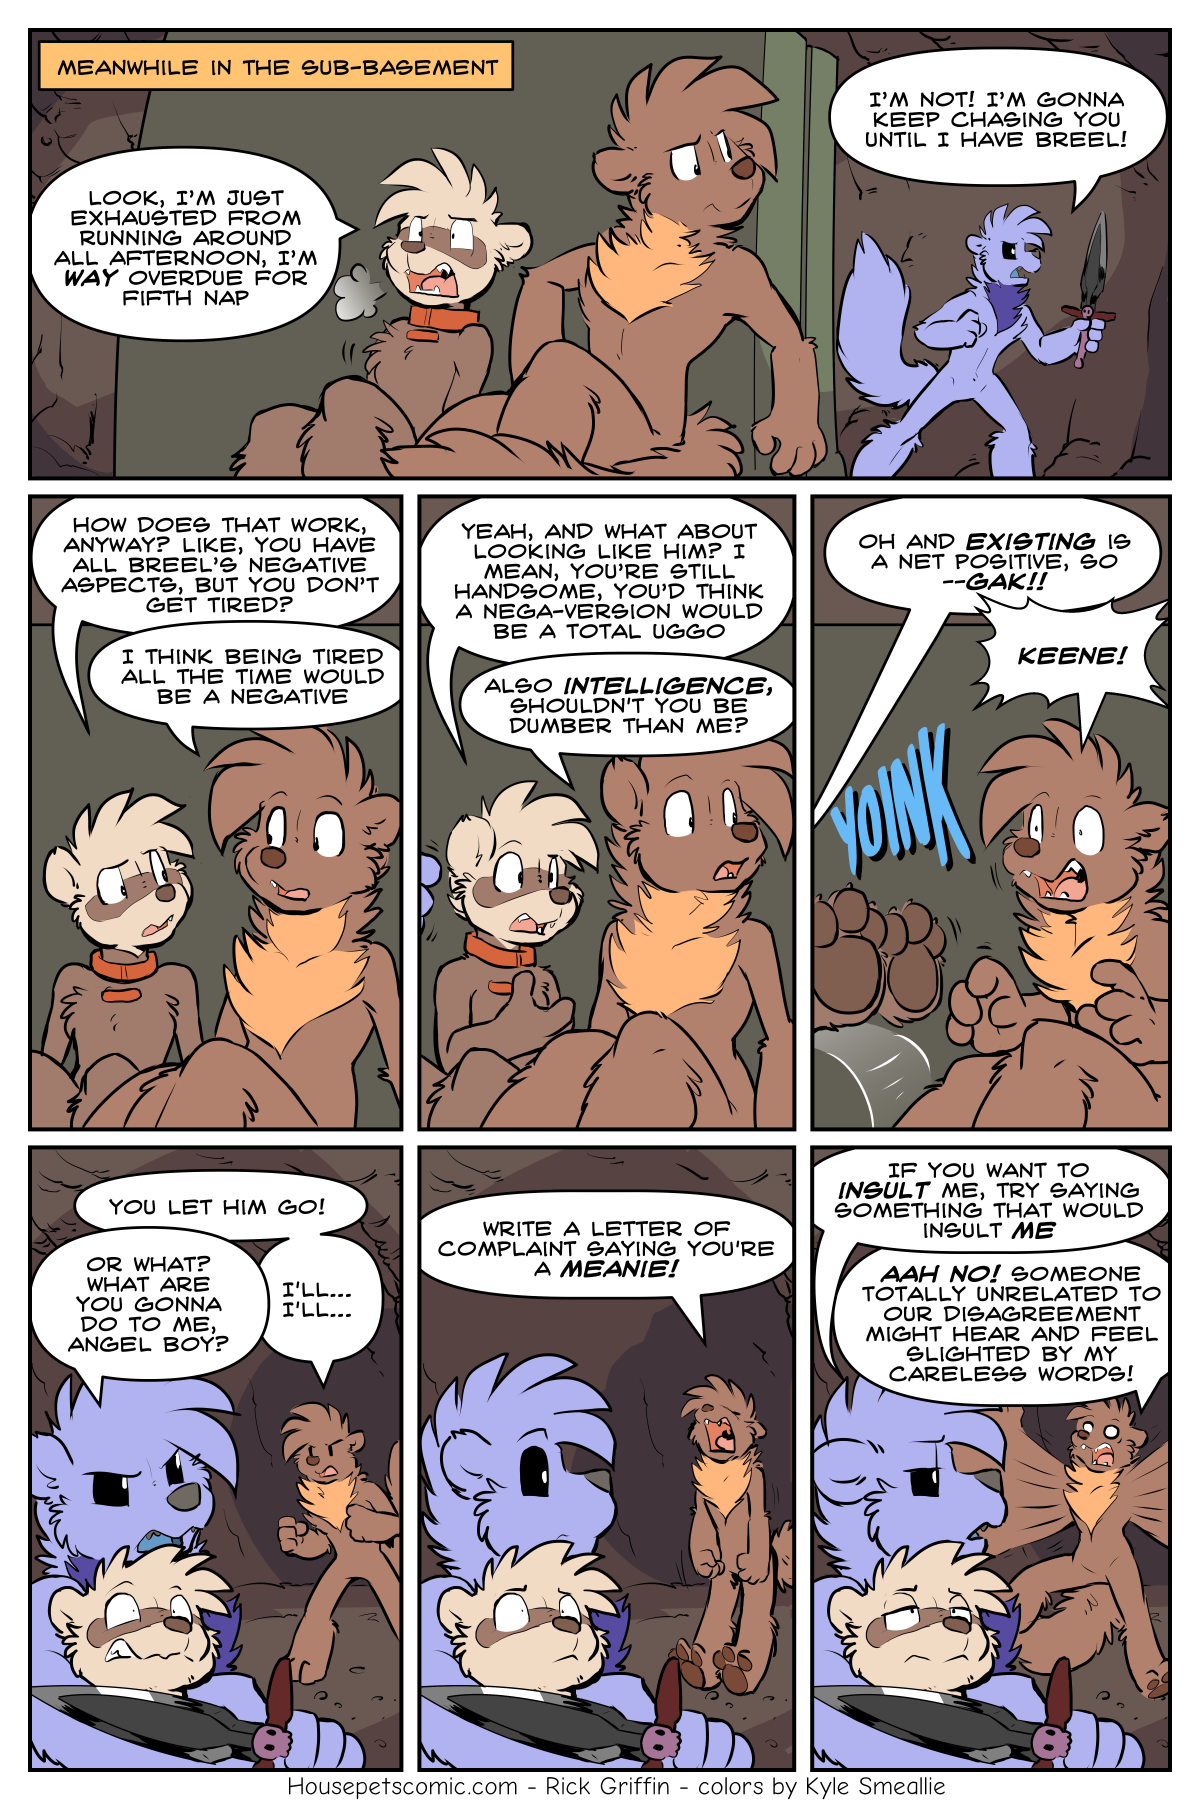 MEANWHILE IN THE SUB-BASEMENT
LOOK, I'M JUST
EXHAUSTED FROM
RUNNING AROUND
ALL AFTERNOON, I'M
WAY OVERDUE FOR
FIFTH NAP
I'M NOT! I'M GONNA
KEEP CHASING YOU
UNTIL I HAVE BREEL!
HOW DOES THAT WORK,
ANYWAY? LIKE, YOU HAVE
ALL BREEL'S NEGATIVE
ASPECTS, BUT YOU DON'T
GET TIRED?
I THINK BEING TIRED
ALL THE TIME WOULD
BE A NEGATIVE
YEAH, AND WHAT ABOUT
LOOKING LIKE HIM? I
MEAN, YOU'RE STILL
HANDSOME, YOU'D THINK
A NEGA-VERSION WOULD
BE A TOTAL UGGO
ALSO INTELLIGENCE,
SHOULDN'T YOU BE
DUMBER THAN ME?
OH AND EXISTING IS
A NET POSITIVE, SO
--GAK!!
KEENE!
YOINK
YOU LET HIM GO!
OR WHAT?
WHAT ARE
YOU GONNA
DO TO ME,
ANGEL BOY?
I'LL...
I'LL...
WRITE A LETTER OF
COMPLAINT SAYING YOU'RE
A MEANIE!
IF YOU WANT TO
INSULT ME, TRY SAYING
SOMETHING THAT WOULD
INSULT ME
AAH NO! SOMEONE
TOTALLY UNRELATED TO
OUR DISAGREEMENT
MIGHT HEAR AND FEEL
SLIGHTED BY MY
CARELESS WORDS!
Housepetscomic.com - Rick Griffin - colors by Kyle Smeallie